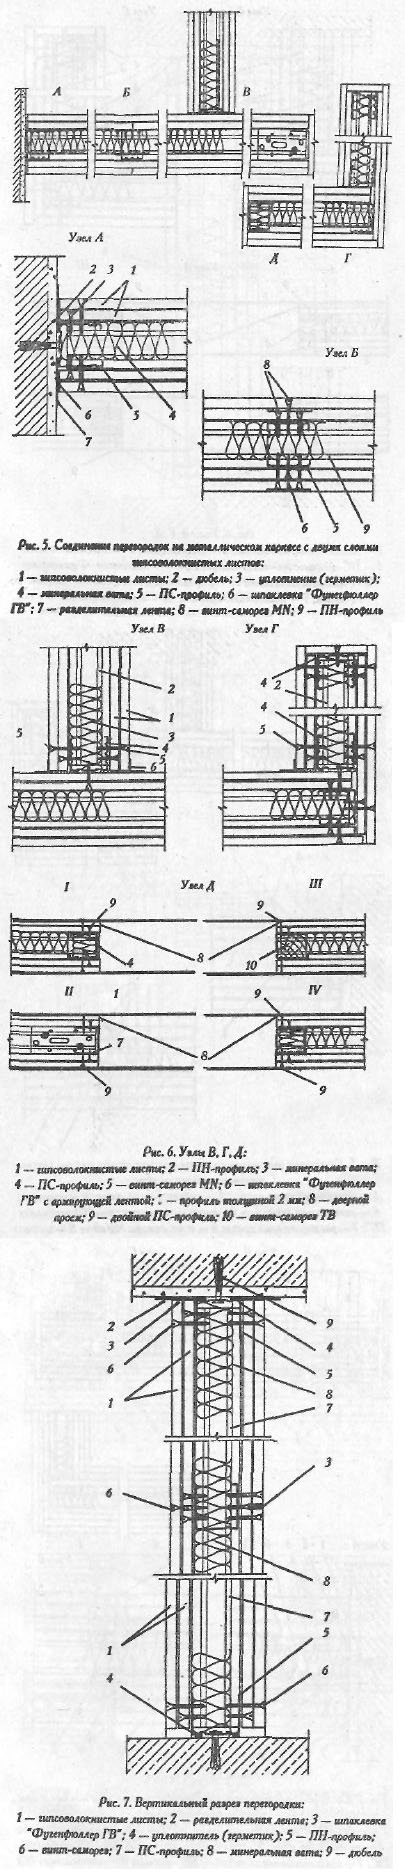 А Б В
Д Г
Узел А
2 3 1
6 5 4
7
Узел Б
8
6 5 9
Рис. 5. Соединения перегородок на металлическом каркасе с двумя слоями
гипсоволокнистых листов:
1 — гипсоволокнистые листы; 2 — дюбель; 3 — уплотнение (герметик);
4 — минеральная вата; 5 — ПС-профиль; 6 — шпаклевка "Фугенфюллер
ГВ"; 7 — разделительная лента; 8 — винт-саморез MN; 9 — ПН-профиль
Узел В Узел Г
2
1
3
5
4
5
6
4
2
4
5
I Узел Д III
9 9
8
4 10
II 1 9 IV
7 8
9 9
Рис. 6. Узлы В, Г, Д:
1 — гипсоволокнистые листы; 2 — ПН-профиль; 3 — минеральная вата;
4 — ПС-профиль; 5 — винт-саморез MN; 6 — шпаклевка "Фугенфюллер
ГВ" с армирующей лентой; — профиль толщиной 2 мм; 8 — дверной
проем; 9 — двойной ПС-профиль; 10 — винт-саморез ТВ
2 9
3 4
6 5
1 8
7
6 3
8
7
1 5
4 6
Рис. 7. Вертикальный разрез перегородки:
1 — гипсоволокнистые листы; 2 — разделительная лента; 3 — шпаклевка
"Фугенфюллер ГВ"; 4 — уплотнитель (герметик); 5 — ПН-профиль;
6 — винт-саморез; 7 — ПС-профиль; 8 — минеральная вата; 9 — дюбель